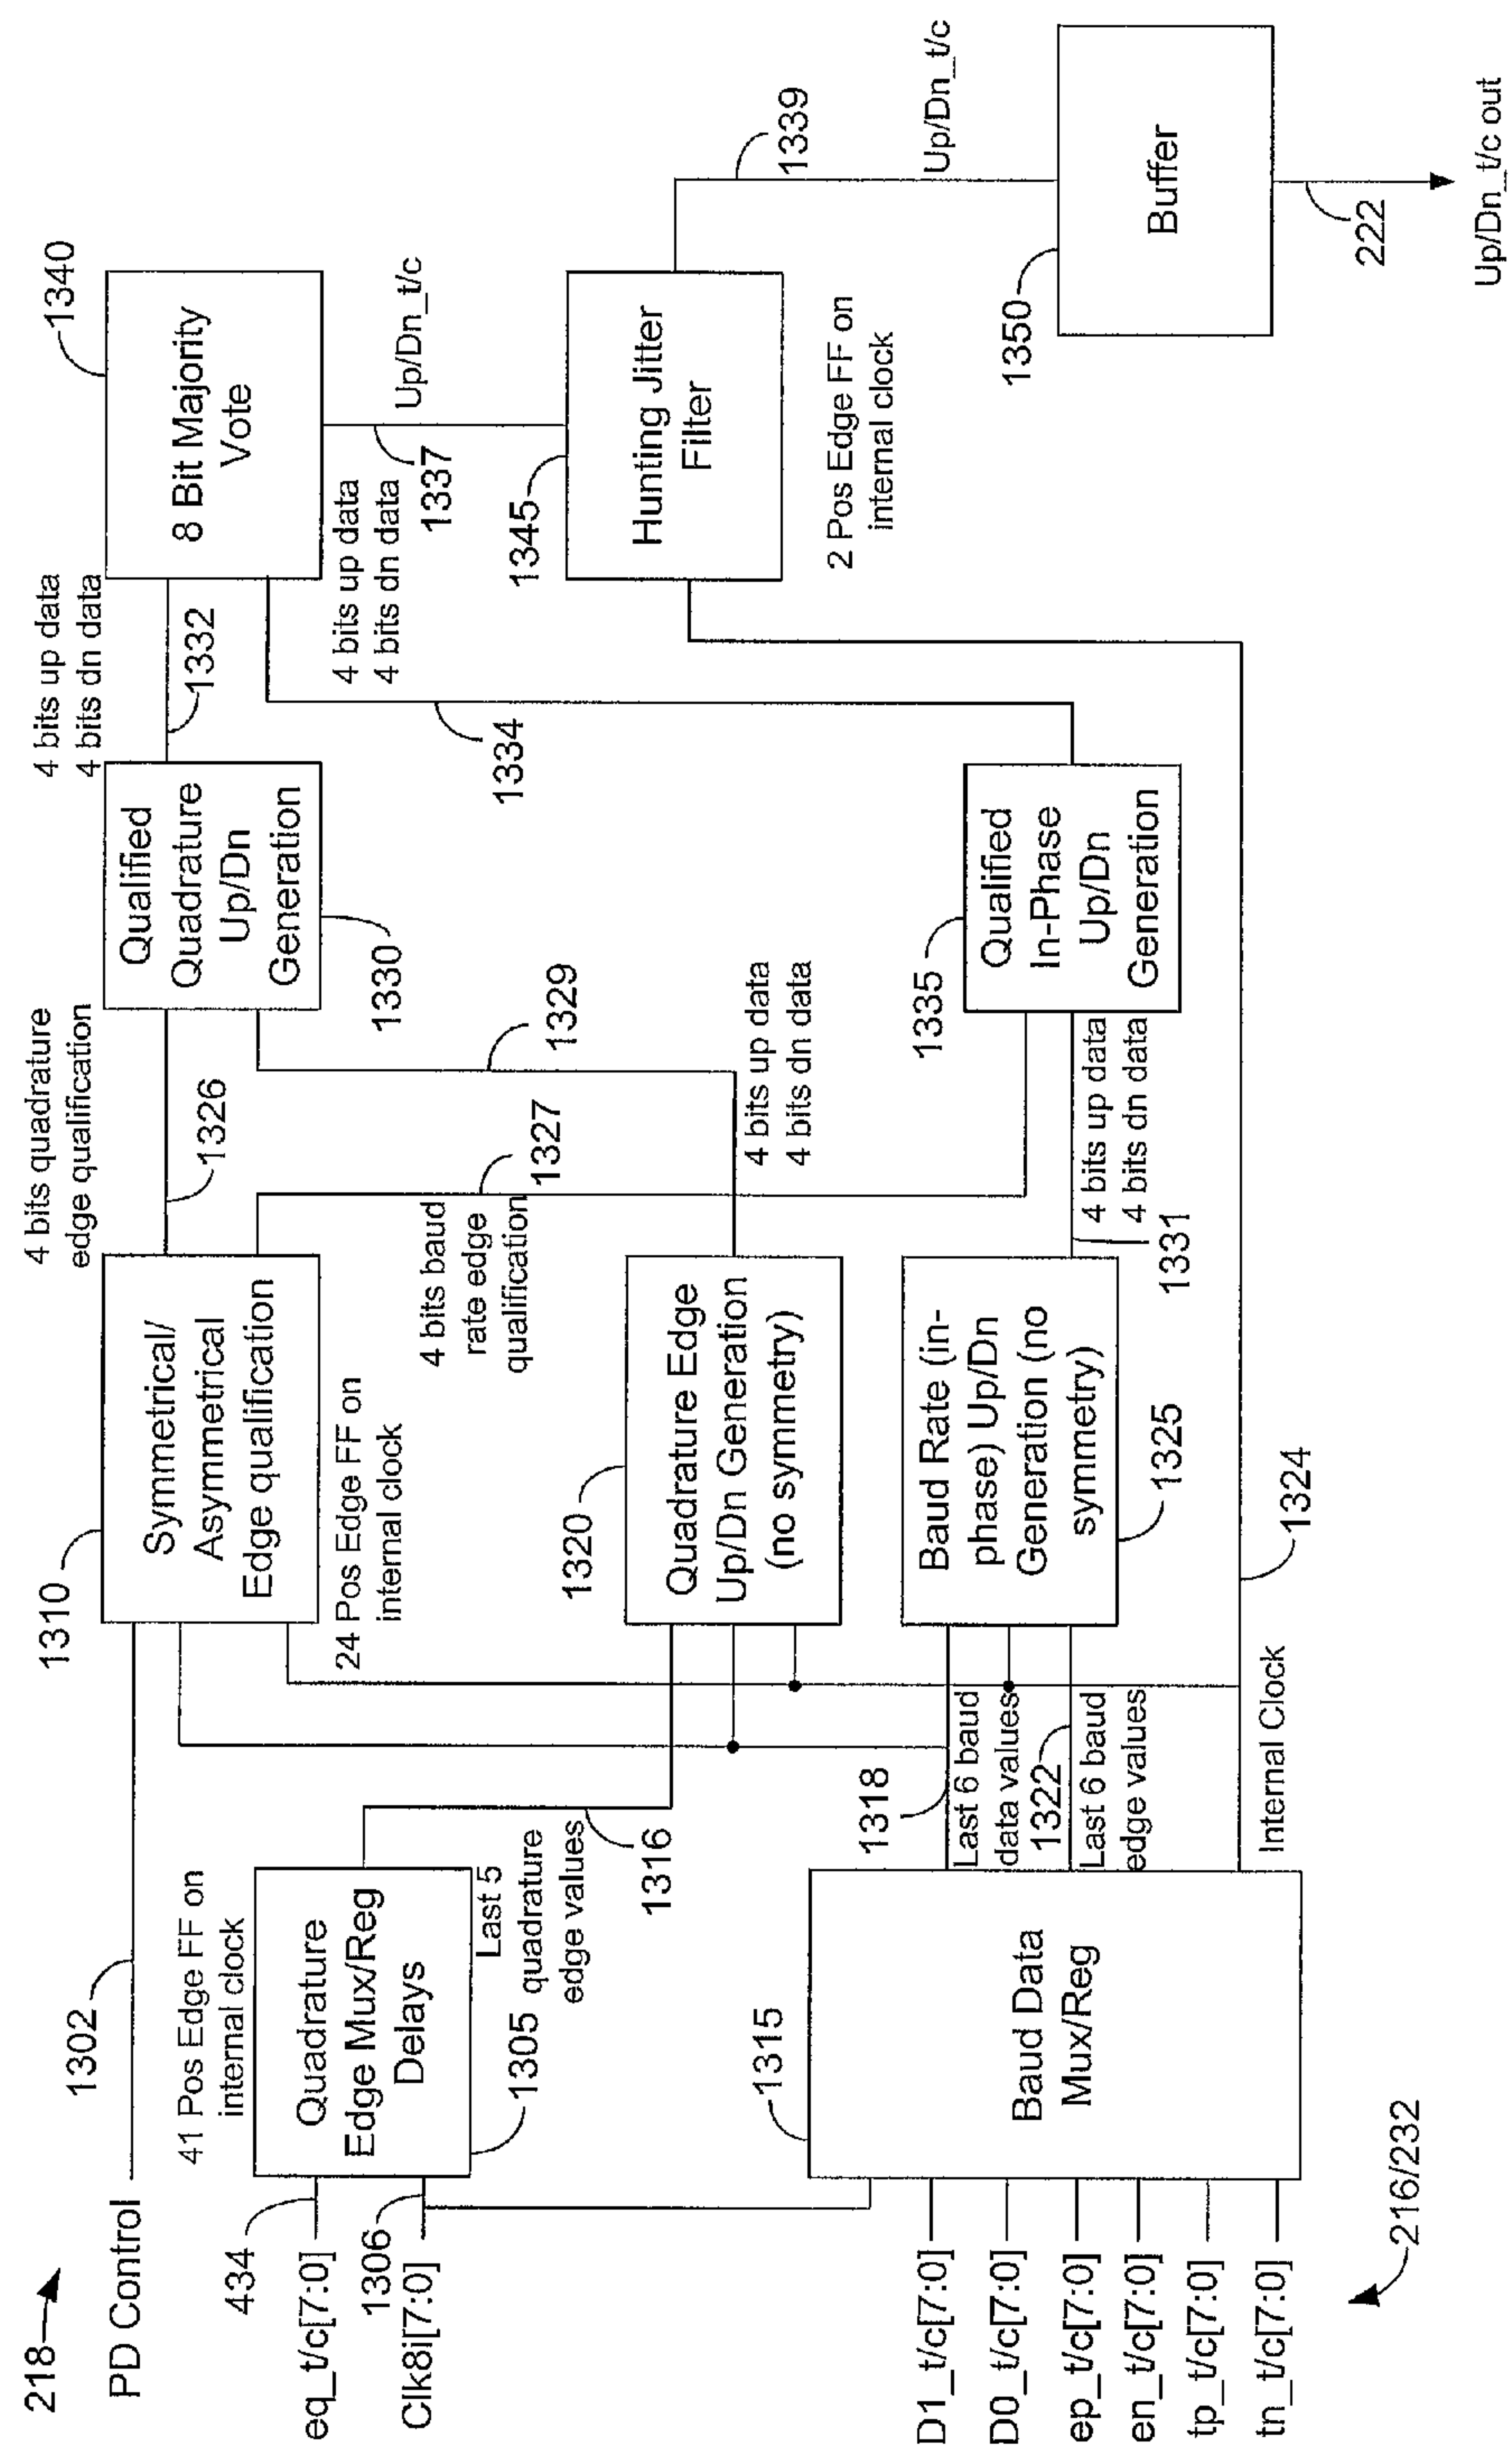 218
PD Control
1302
1310
Symmetrical/
Asymmetrical
Edge qualification
24 Pos Edge FF on
internal clock
4 bits quadrature
edge qualification
1326
Qualified
Quadrature
Up/Dn
Generation
1330
4 bits up data
4 bits dn data
1332
8 Bit Majority
Vote
1340
41 Pos Edge FF on
internal clock
434
eq_t/c[7:0]
1306
Clk8i[7:0]
Quadrature
Edge Mux/Reg
Delays
1305
Last 5
quadrature
edge values
1316
4 bits baud
rate edge
qualification
1327
1329
1320
Quadrature Edge
Up/Dn Generation
(no symmetry)
4 bits up data
4 bits dn data
1334
4 bits up data
4 bits dn data
1337
Up/Dn_t/c
1345
Hunting Jitter
Filter
2 Pos Edge FF on
internal clock
1339
Up/Dn_t/c
1315
Baud Data
Mux/Reg
D1_t/c[7:0]
D0_t/c[7:0]
ep_t/c[7:0]
en_t/c[7:0]
tp_t/c[7:0]
tn_t/c[7:0]
216/232
1318
Last 6 baud
data values
1322
Last 6 baud
edge values
Internal Clock
1324
Baud Rate (in-
phase) Up/Dn
Generation (no
symmetry)
1325
1331
4 bits up data
4 bits dn data
1335
Qualified
In-Phase
Up/Dn
Generation
1350
Buffer
222
Up/Dn_t/c out